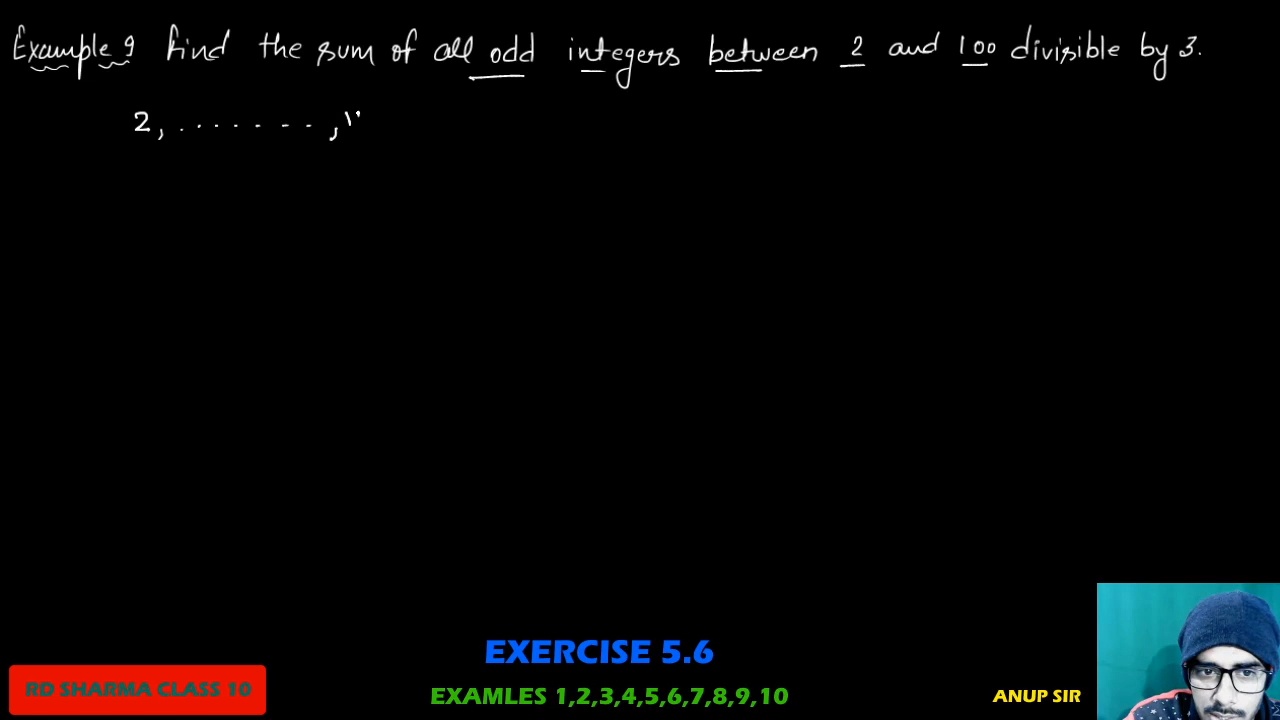 Example 9 Find the sum of all odd integers between 2 and 100 divisible by 3.
2, ........ , 1
EXERCISE 5.6
RD SHARMA CLASS 10
EXAMLES 1,2,3,4,5,6,7,8,9,10
ANUP SIR